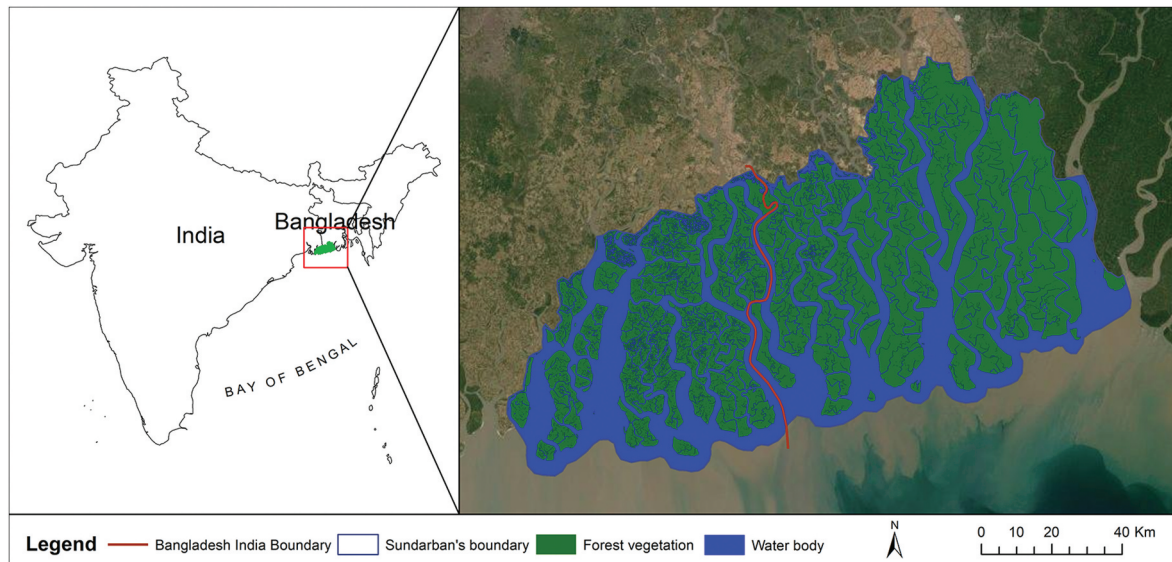 Bangladesh
India
BAY OF BENGAL
Legend
Bangladesh India Boundary
Sundarban's boundary
Forest vegetation
Water body
N
0 10 20 30 40 Km